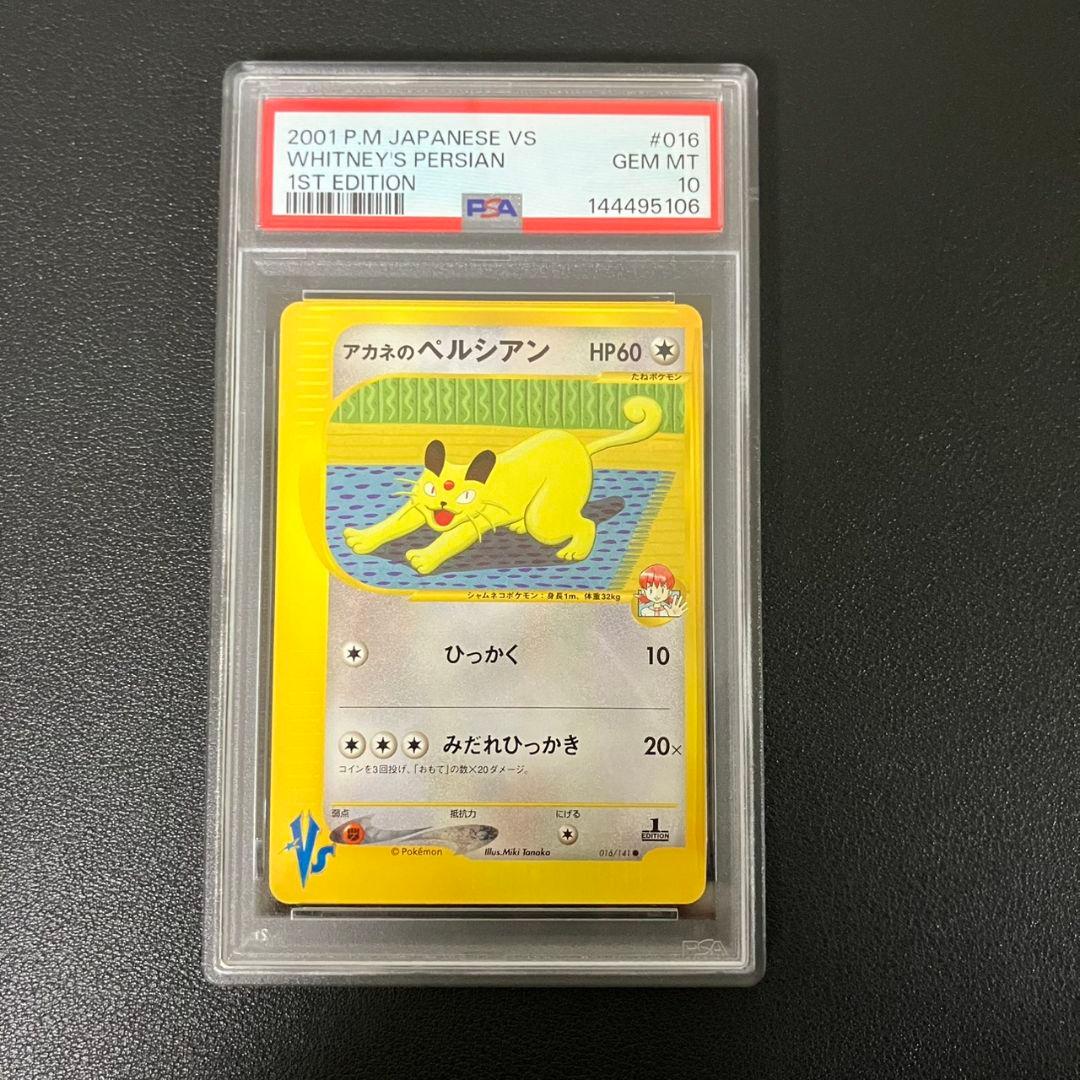 2001 P.M JAPANESE VS #016
WHITNEY'S PERSIAN GEM MT
1ST EDITION 10
PSA 144495106
アカネのペルシアン HP60
たねポケモン
シャムネコポケモン：身長1m、体重32kg
ひっかく 10
みだれひっかき 20×
コインを3回投げ、「おもて」の数×20ダメージ。
弱点 抵抗力 にげる
1
EDITION
VS
© Pokémon Illus.Miki Tanaka 016/141 ●
PSA